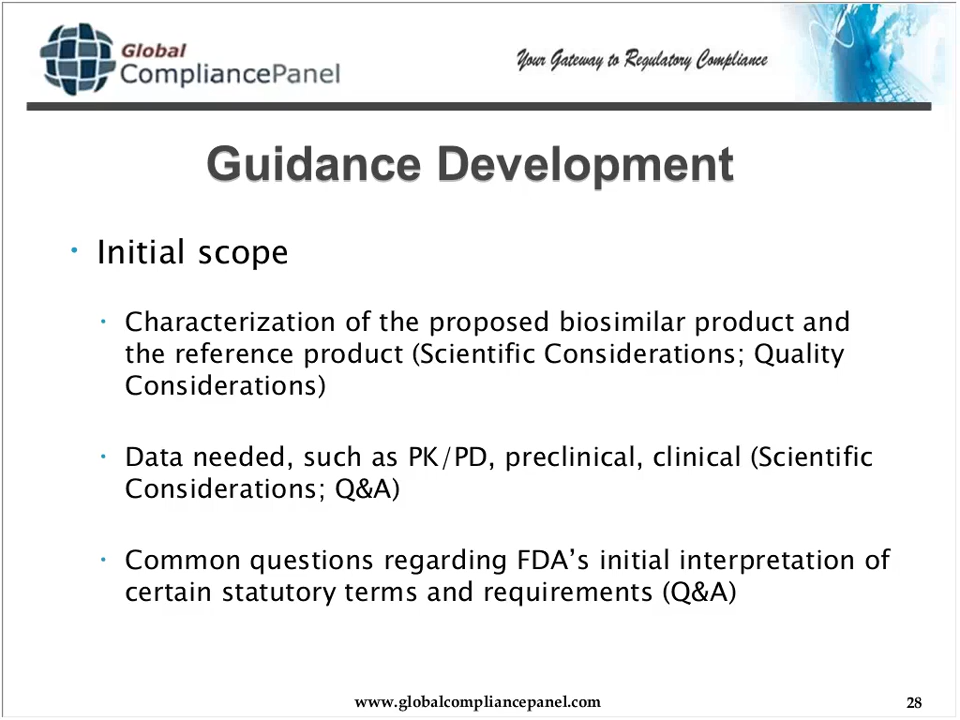 Global
CompliancePanel
Your Gateway to Regulatory Compliance
Guidance Development
· Initial scope
· Characterization of the proposed biosimilar product and
the reference product (Scientific Considerations; Quality
Considerations)
· Data needed, such as PK/PD, preclinical, clinical (Scientific
Considerations; Q&A)
· Common questions regarding FDA’s initial interpretation of
certain statutory terms and requirements (Q&A)
www.globalcompliancepanel.com
28